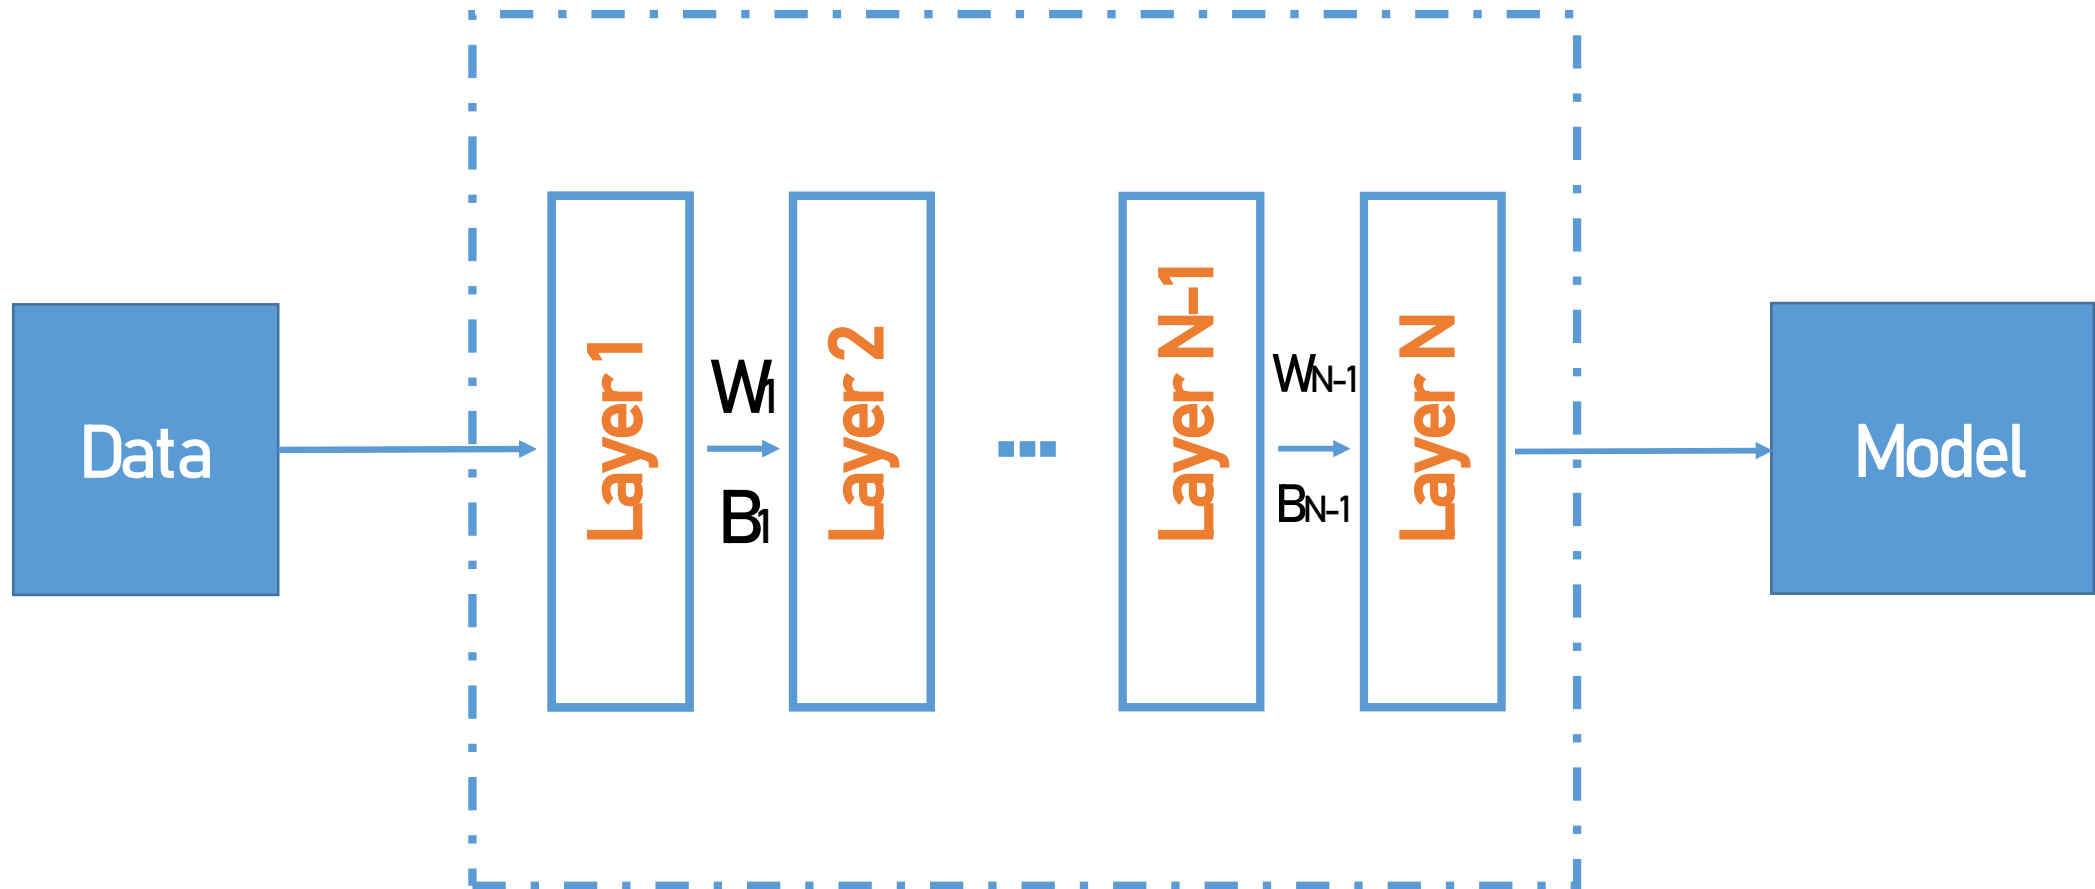 Data
Layer 1
W1
B1
Layer 2
Layer N-1
WN-1
BN-1
Layer N
Model